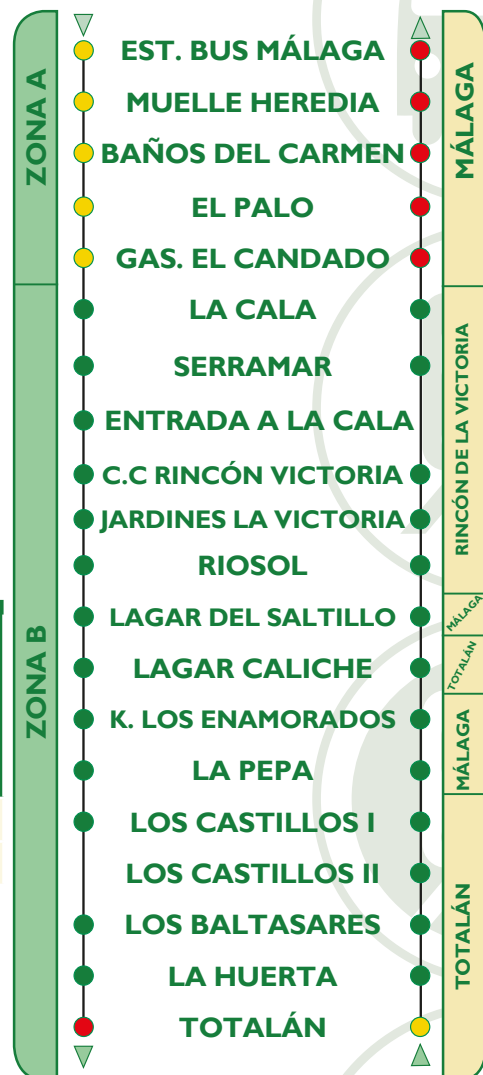 ZONA A
ZONA B
EST. BUS MÁLAGA
MUELLE HEREDIA
BAÑOS DEL CARMEN
EL PALO
GAS. EL CANDADO
LA CALA
SERRAMAR
ENTRADA A LA CALA
C.C RINCÓN VICTORIA
JARDINES LA VICTORIA
RIOSOL
LAGAR DEL SALTILLO
LAGAR CALICHE
K. LOS ENAMORADOS
LA PEPA
LOS CASTILLOS I
LOS CASTILLOS II
LOS BALTASARES
LA HUERTA
TOTALÁN
MÁLAGA
RINCÓN DE LA VICTORIA
MÁLAGA
TOTALÁN
MÁLAGA
TOTALÁN